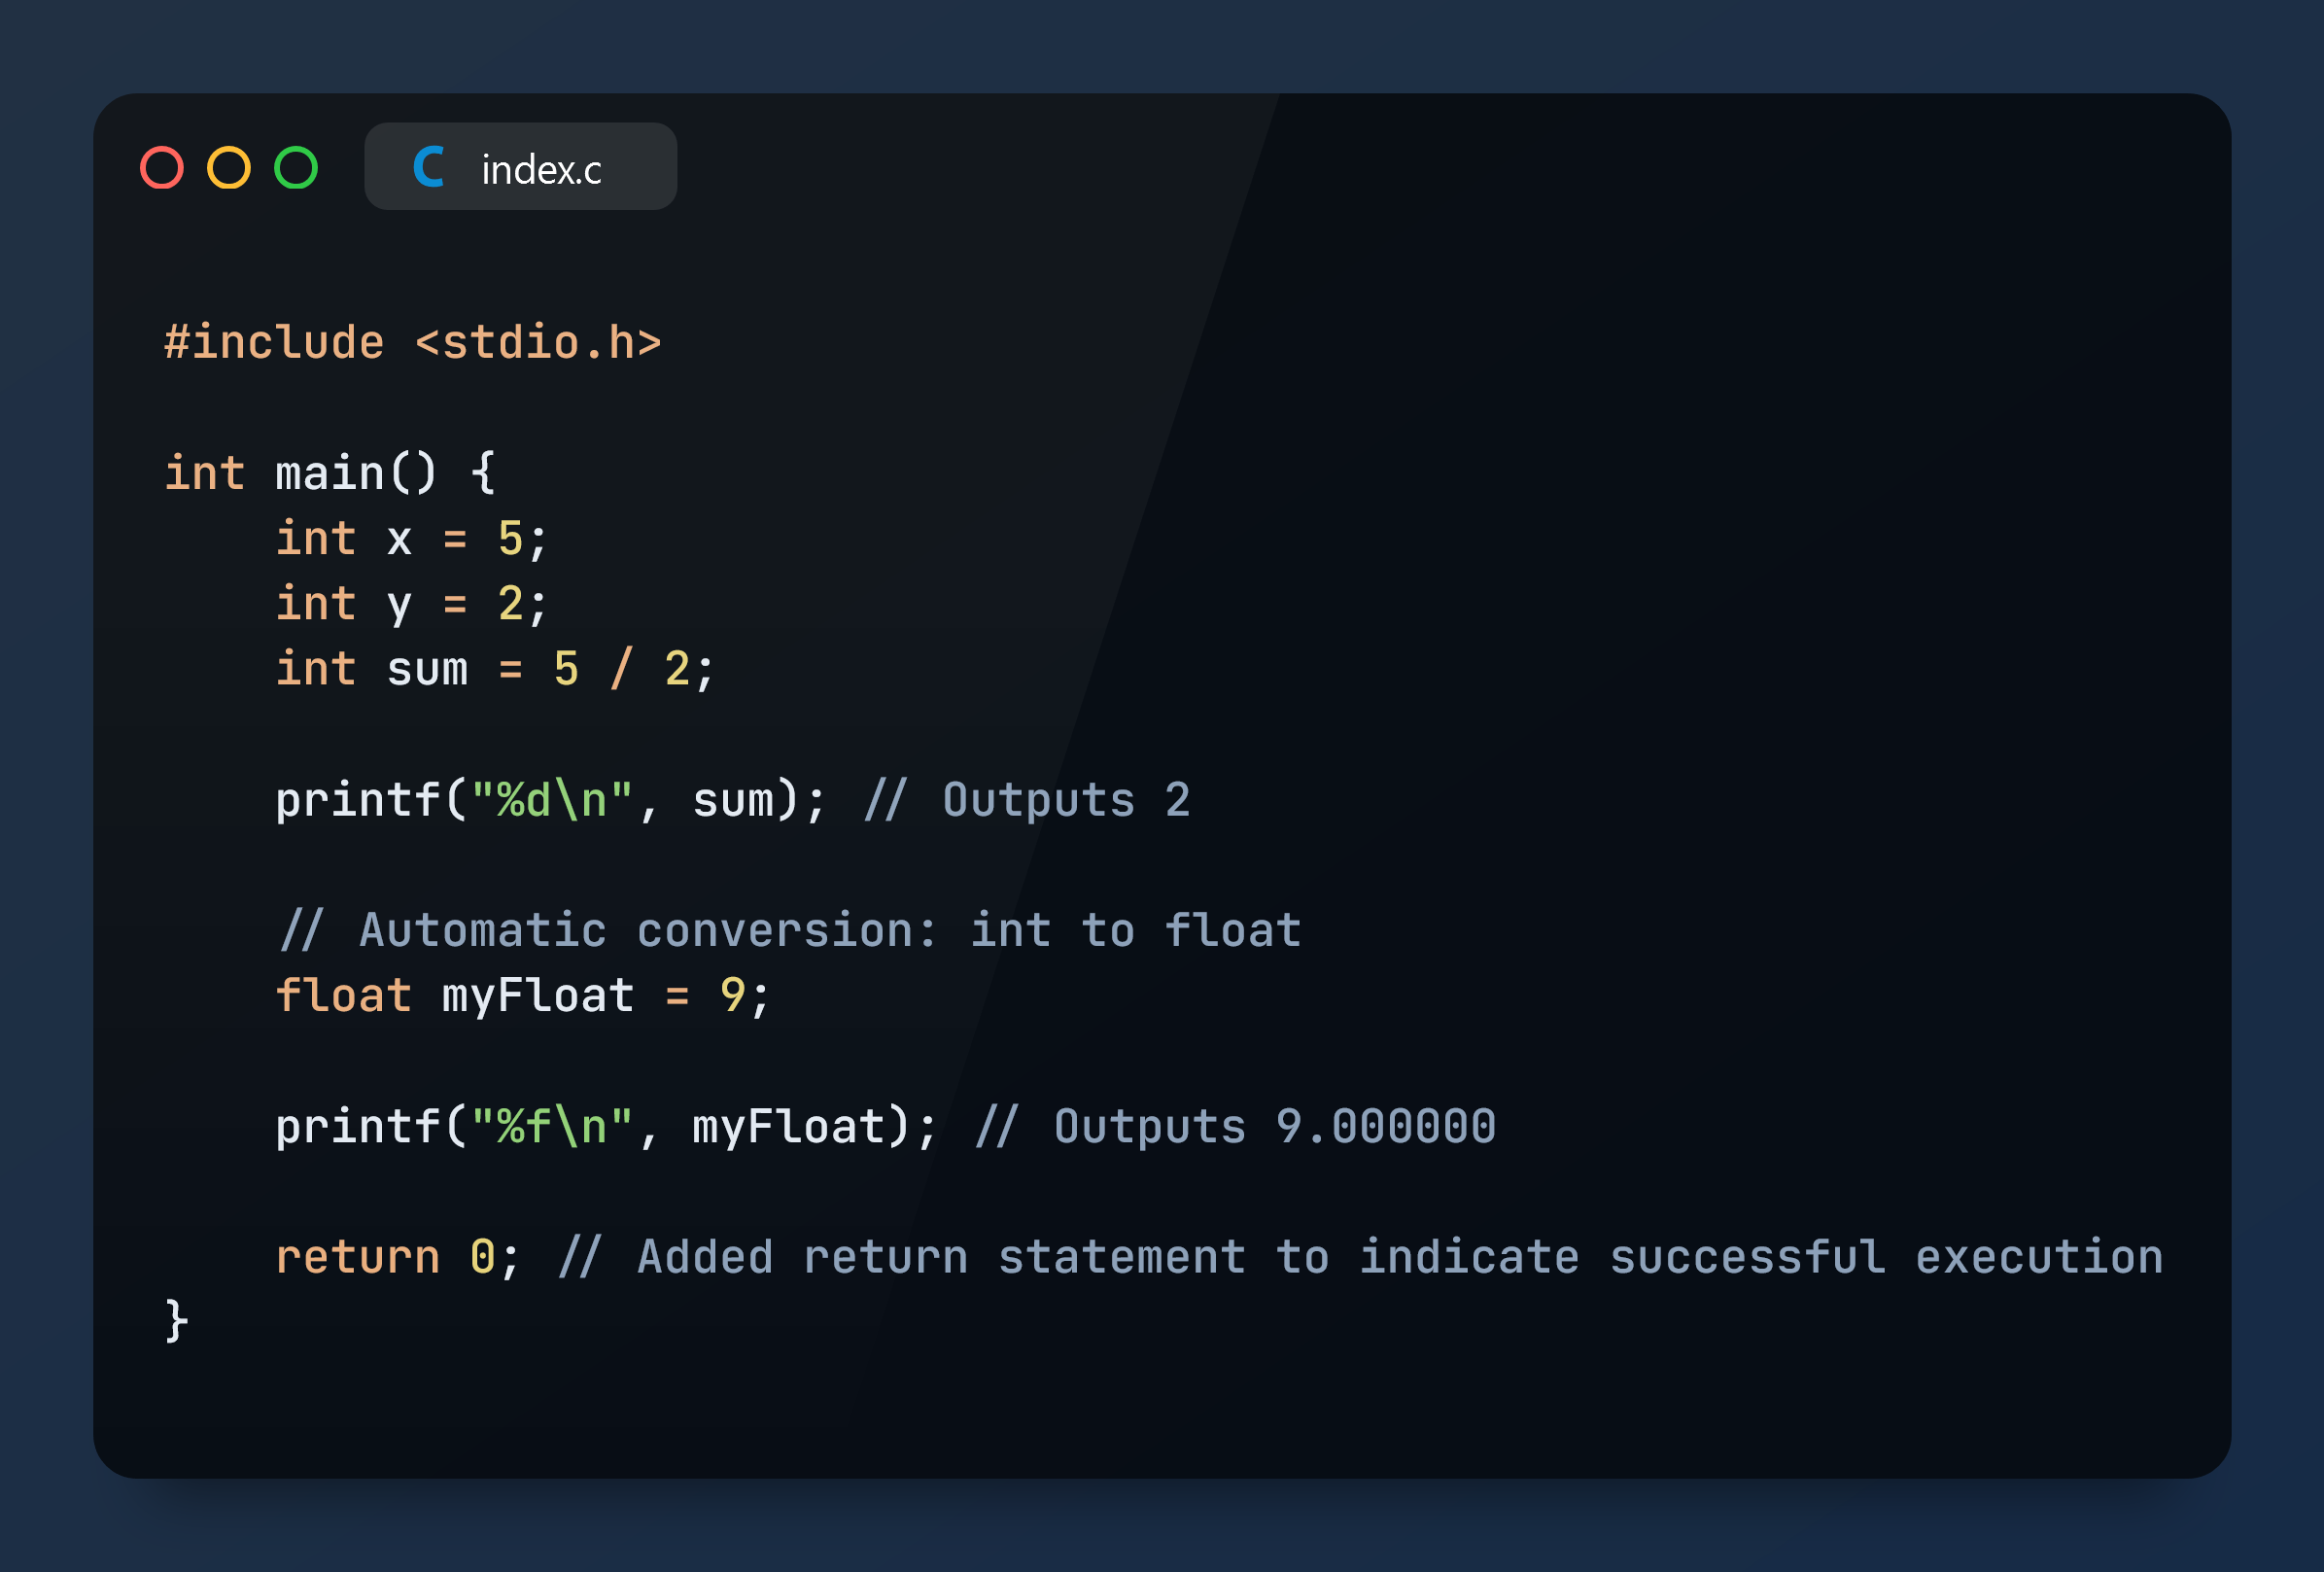 C index.c
#include <stdio.h>
int main() {
    int x = 5;
    int y = 2;
    int sum = 5 / 2;
    printf("%d\n", sum); // Outputs 2
    // Automatic conversion: int to float
    float myFloat = 9;
    printf("%f\n", myFloat); // Outputs 9.000000
    return 0; // Added return statement to indicate successful execution
}